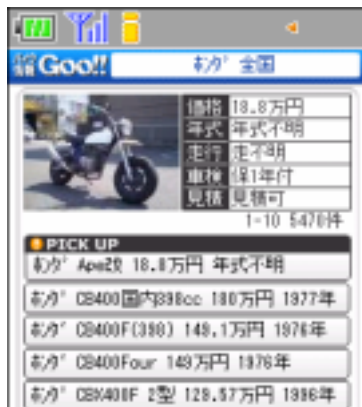 Goo!!
ﾎﾝﾀﾞ 全国
価格 18.8万円
年式 年式不明
走行 走不明
車検 保1年付
見積 見積可
1-10 5470件
PICK UP
ﾎﾝﾀﾞ Ape改 18.8万円 年式不明
ﾎﾝﾀﾞ CB400国内398cc 180万円 1977年
ﾎﾝﾀﾞ CB400F(398) 149.1万円 1976年
ﾎﾝﾀﾞ CB400Four 149万円 1976年
ﾎﾝﾀﾞ CBX400F 2型 129.57万円 1996年